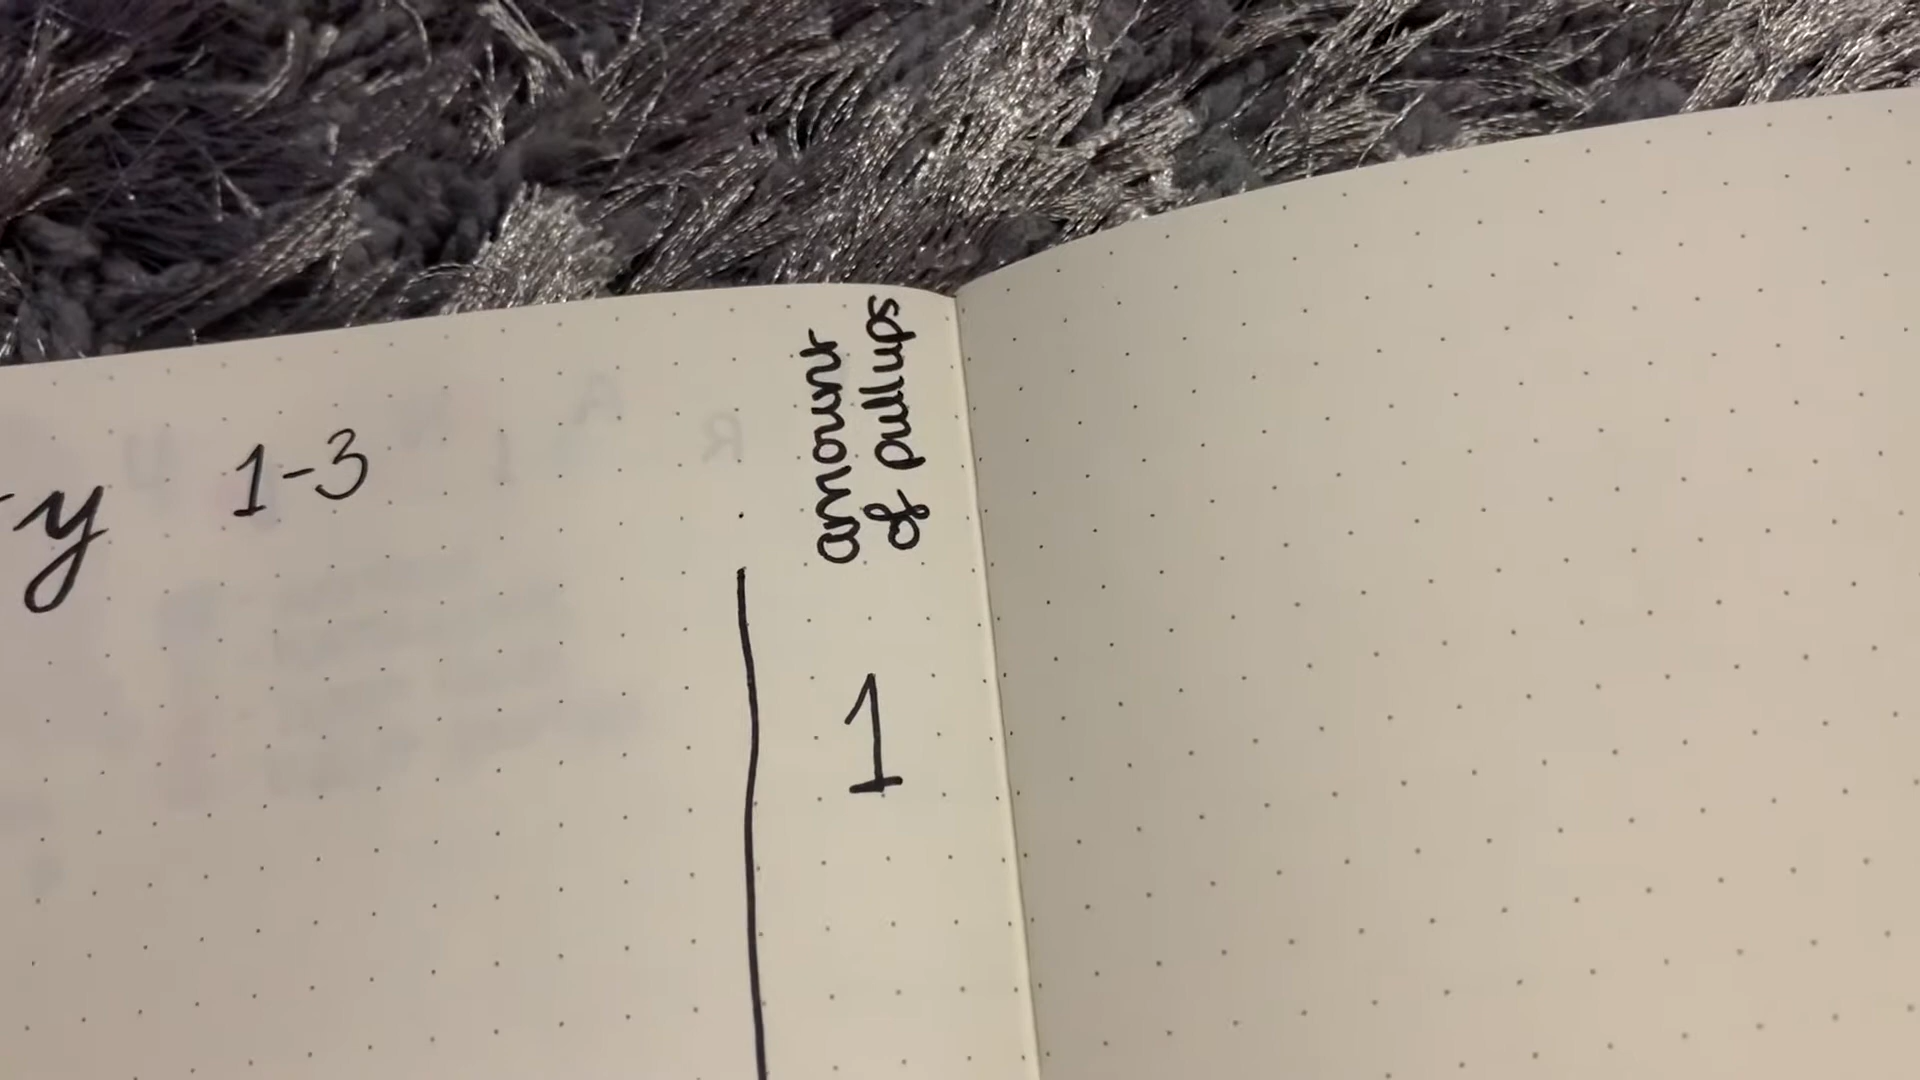 y 1-3
amount
of pullups
1